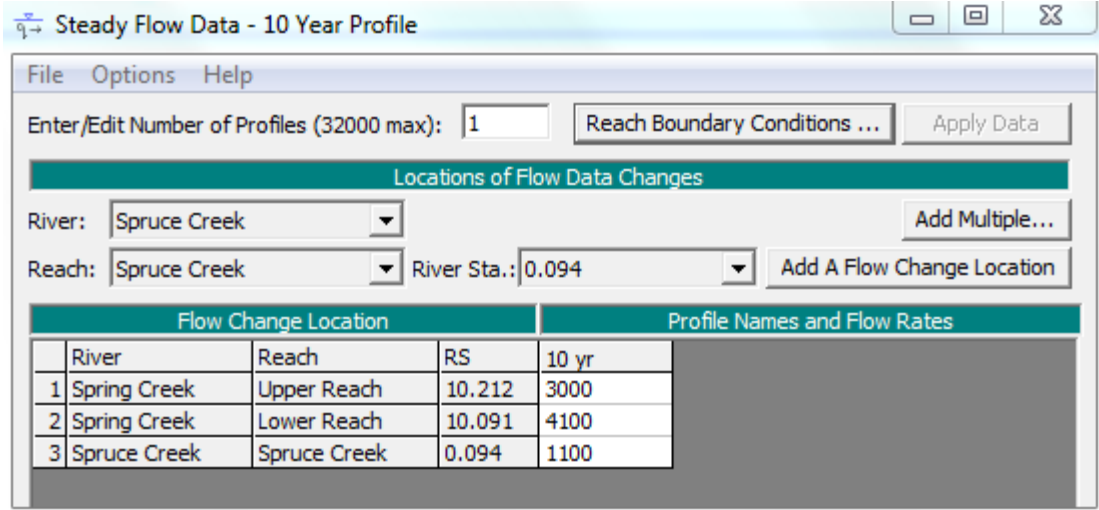 Steady Flow Data - 10 Year Profile
File Options Help
Enter/Edit Number of Profiles (32000 max): 1 Reach Boundary Conditions ... Apply Data
Locations of Flow Data Changes
River: Spruce Creek Add Multiple...
Reach: Spruce Creek River Sta.: 0.094 Add A Flow Change Location
Flow Change Location Profile Names and Flow Rates
River Reach RS 10 yr
1 Spring Creek Upper Reach 10.212 3000
2 Spring Creek Lower Reach 10.091 4100
3 Spruce Creek Spruce Creek 0.094 1100